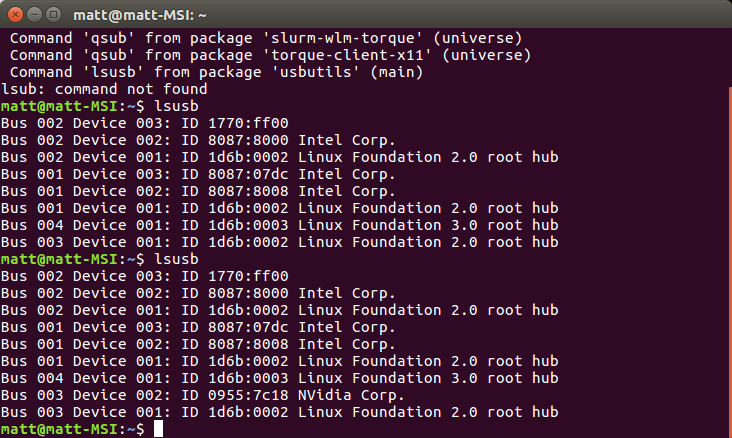 matt@matt-MSI: ~
Command 'qsub' from package 'slurm-wlm-torque' (universe)
Command 'qsub' from package 'torque-client-x11' (universe)
Command 'lsusb' from package 'usbutils' (main)
lsub: command not found
matt@matt-MSI:~$ lsusb
Bus 002 Device 003: ID 1770:ff00
Bus 002 Device 002: ID 8087:8000 Intel Corp.
Bus 002 Device 001: ID 1d6b:0002 Linux Foundation 2.0 root hub
Bus 001 Device 003: ID 8087:07dc Intel Corp.
Bus 001 Device 002: ID 8087:8008 Intel Corp.
Bus 001 Device 001: ID 1d6b:0002 Linux Foundation 2.0 root hub
Bus 004 Device 001: ID 1d6b:0003 Linux Foundation 3.0 root hub
Bus 003 Device 001: ID 1d6b:0002 Linux Foundation 2.0 root hub
matt@matt-MSI:~$ lsusb
Bus 002 Device 003: ID 1770:ff00
Bus 002 Device 002: ID 8087:8000 Intel Corp.
Bus 002 Device 001: ID 1d6b:0002 Linux Foundation 2.0 root hub
Bus 001 Device 003: ID 8087:07dc Intel Corp.
Bus 001 Device 002: ID 8087:8008 Intel Corp.
Bus 001 Device 001: ID 1d6b:0002 Linux Foundation 2.0 root hub
Bus 004 Device 001: ID 1d6b:0003 Linux Foundation 3.0 root hub
Bus 003 Device 002: ID 0955:7c18 NVidia Corp.
Bus 003 Device 001: ID 1d6b:0002 Linux Foundation 2.0 root hub
matt@matt-MSI:~$